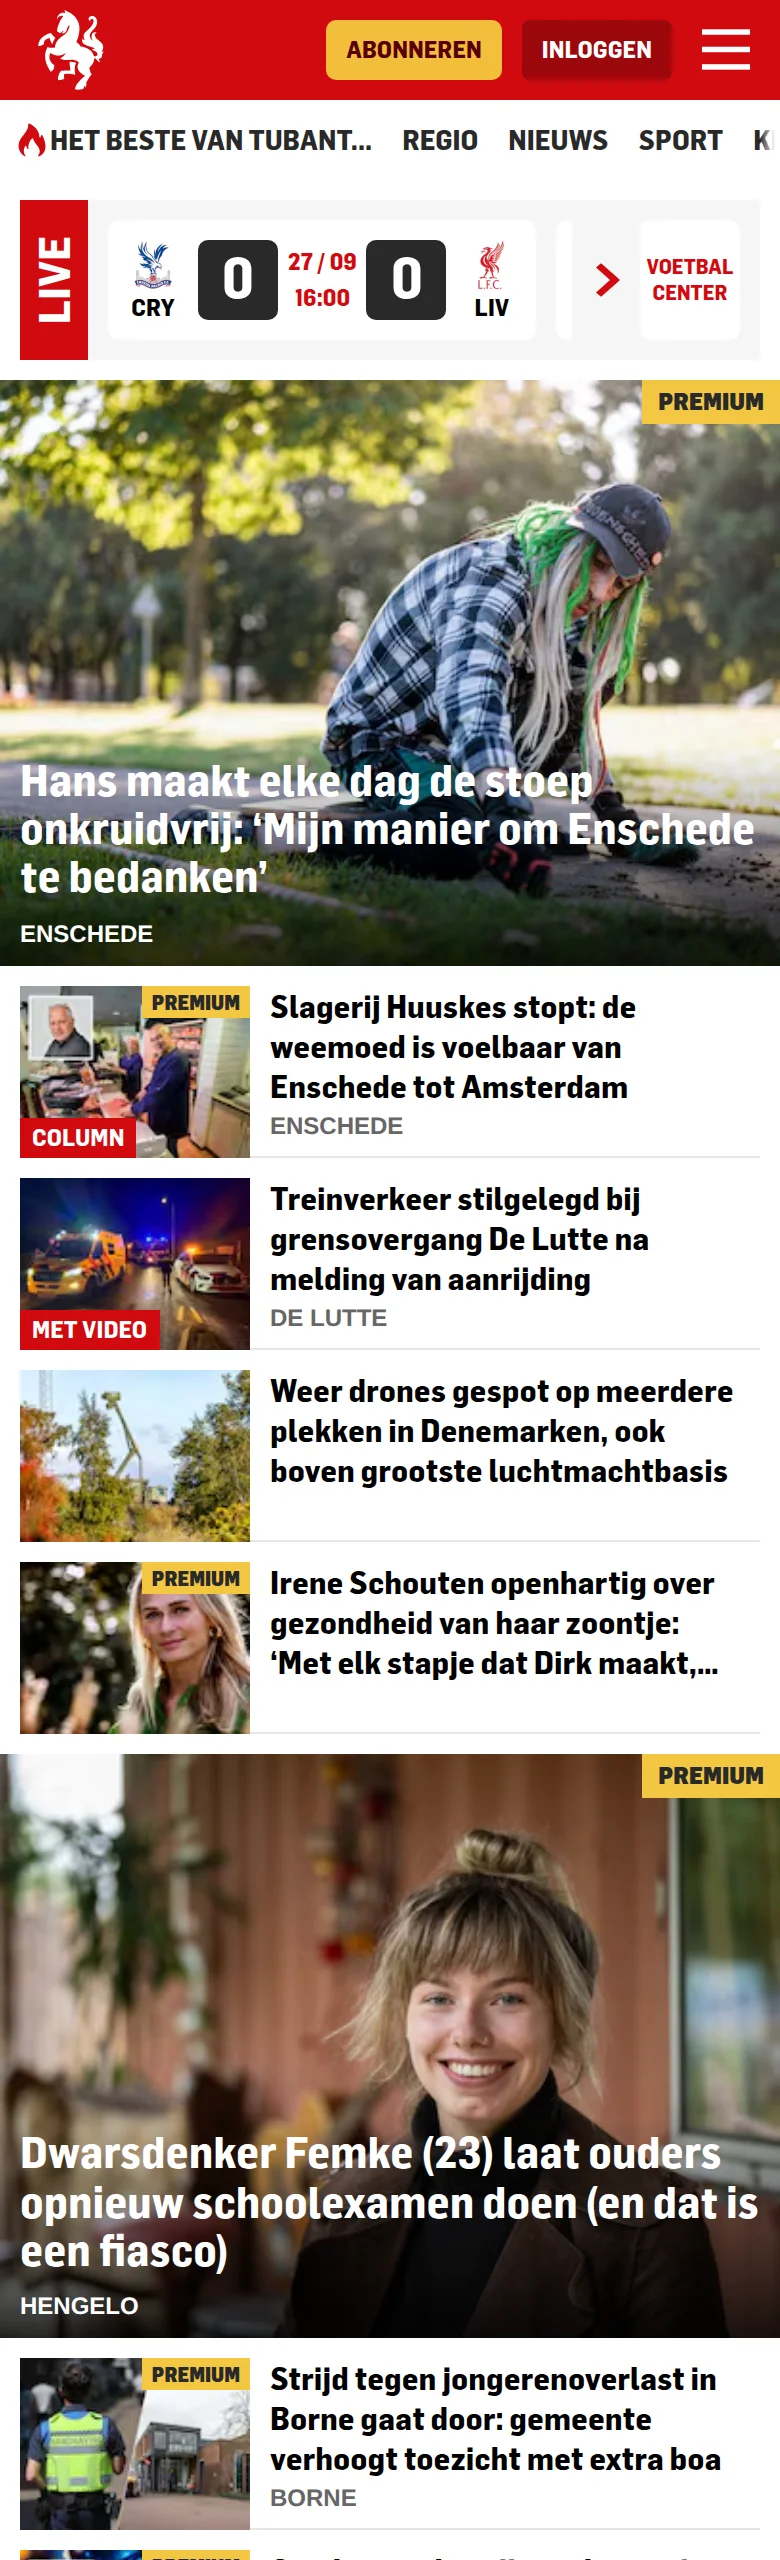 ABONNEREN
INLOGGEN
HET BESTE VAN TUBANT...
REGIO
NIEUWS
SPORT
LIVE
CRY
0
27 / 09
16:00
0
L.F.C.
LIV
VOETBAL
CENTER
PREMIUM
Hans maakt elke dag de stoep
onkruidvrij: ‘Mijn manier om Enschede
te bedanken’
ENSCHEDE
PREMIUM
COLUMN
Slagerij Huuskes stopt: de
weemoed is voelbaar van
Enschede tot Amsterdam
ENSCHEDE
MET VIDEO
Treinverkeer stilgelegd bij
grensovergang De Lutte na
melding van aanrijding
DE LUTTE
Weer drones gespot op meerdere
plekken in Denemarken, ook
boven grootste luchtmachtbasis
PREMIUM
Irene Schouten openhartig over
gezondheid van haar zoontje:
‘Met elk stapje dat Dirk maakt,...
PREMIUM
Dwarsdenker Femke (23) laat ouders
opnieuw schoolexamen doen (en dat is
een fiasco)
HENGELO
PREMIUM
Strijd tegen jongerenoverlast in
Borne gaat door: gemeente
verhoogt toezicht met extra boa
BORNE